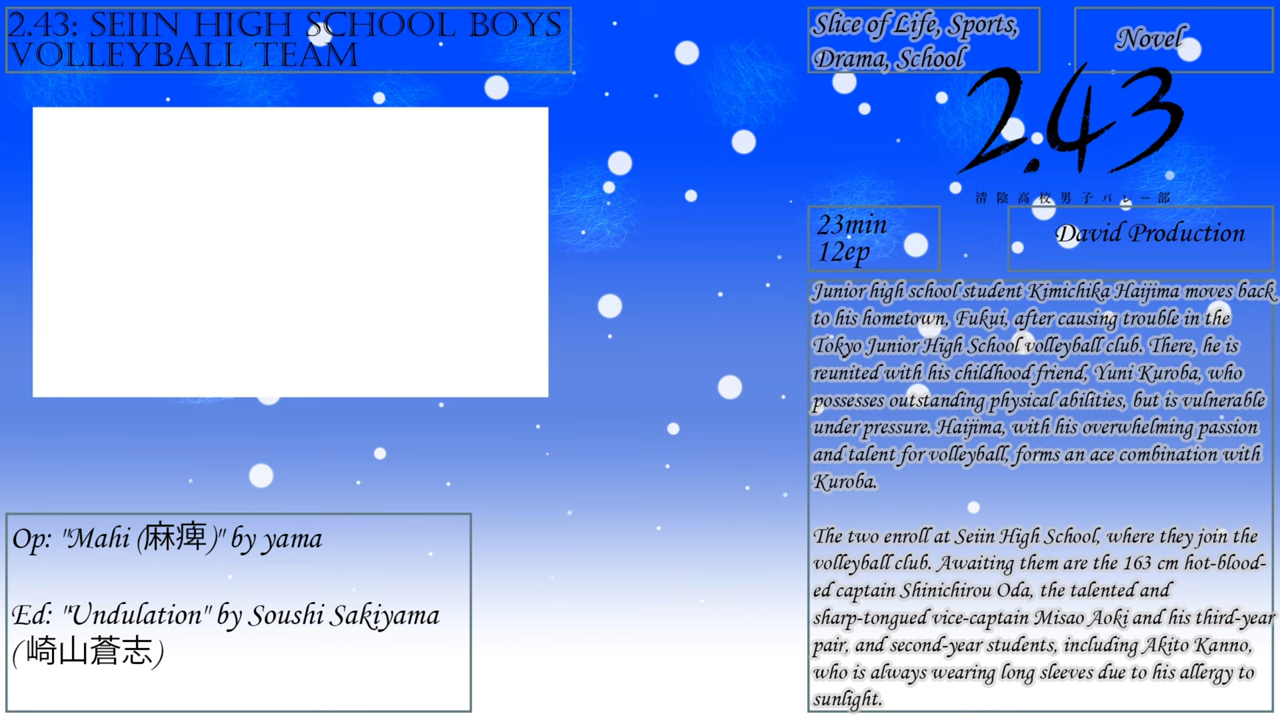 2.43: SEIIN HIGH SCHOOL BOYS
VOLLEYBALL TEAM
Slice of Life, Sports,
Drama, School
Novel
2.43
清陰高校男子バレー部
23min
12ep
David Production
Junior high school student Kimichika Haijima moves back
to his hometown, Fukui, after causing trouble in the
Tokyo Junior High School volleyball club. There, he is
reunited with his childhood friend, Yuni Kuroba, who
possesses outstanding physical abilities, but is vulnerable
under pressure. Haijima, with his overwhelming passion
and talent for volleyball, forms an ace combination with
Kuroba.
The two enroll at Seiin High School, where they join the
volleyball club. Awaiting them are the 163 cm hot-blood-
ed captain Shinichirou Oda, the talented and
sharp-tongued vice-captain Misao Aoki and his third-year
pair, and second-year students, including Akito Kanno,
who is always wearing long sleeves due to his allergy to
sunlight.
Op: "Mahi (麻痺)" by yama
Ed: "Undulation" by Soushi Sakiyama
(崎山蒼志)